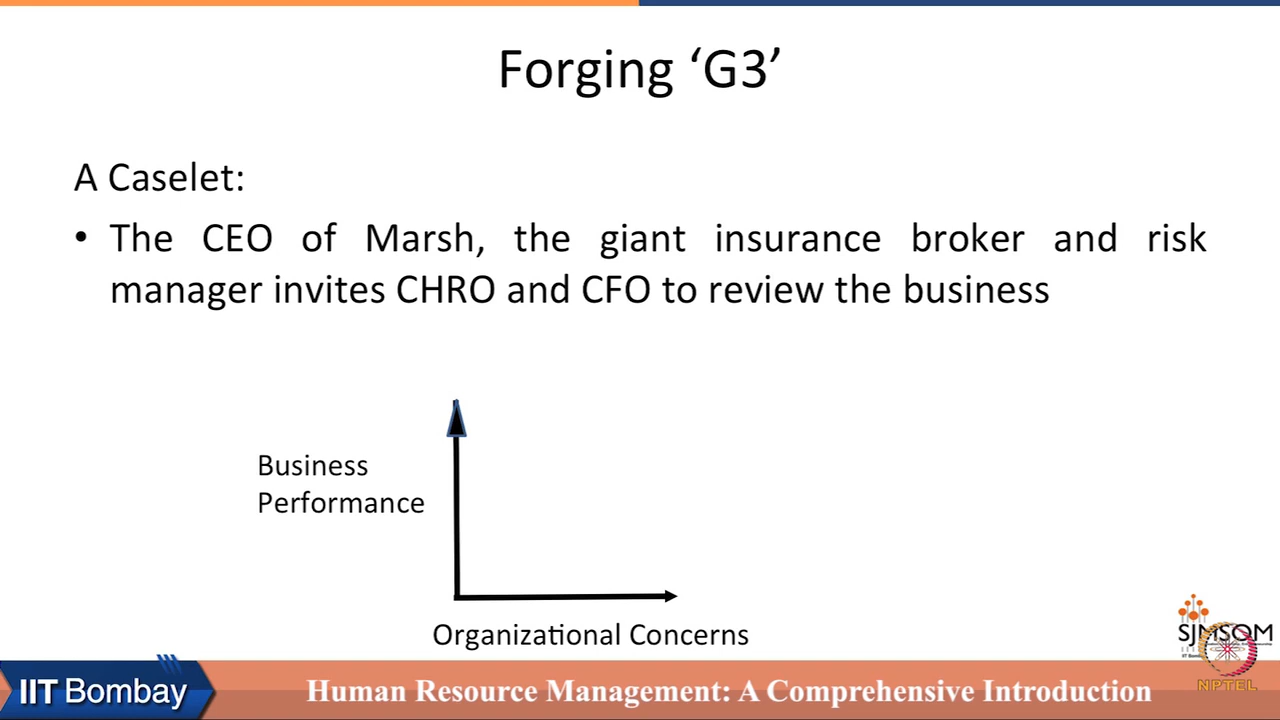 Forging ‘G3’
A Caselet:
• The CEO of Marsh, the giant insurance broker and risk
manager invites CHRO and CFO to review the business
Business
Performance
Organizational Concerns
SJMSOM
NPTEL
IIT Bombay
Human Resource Management: A Comprehensive Introduction